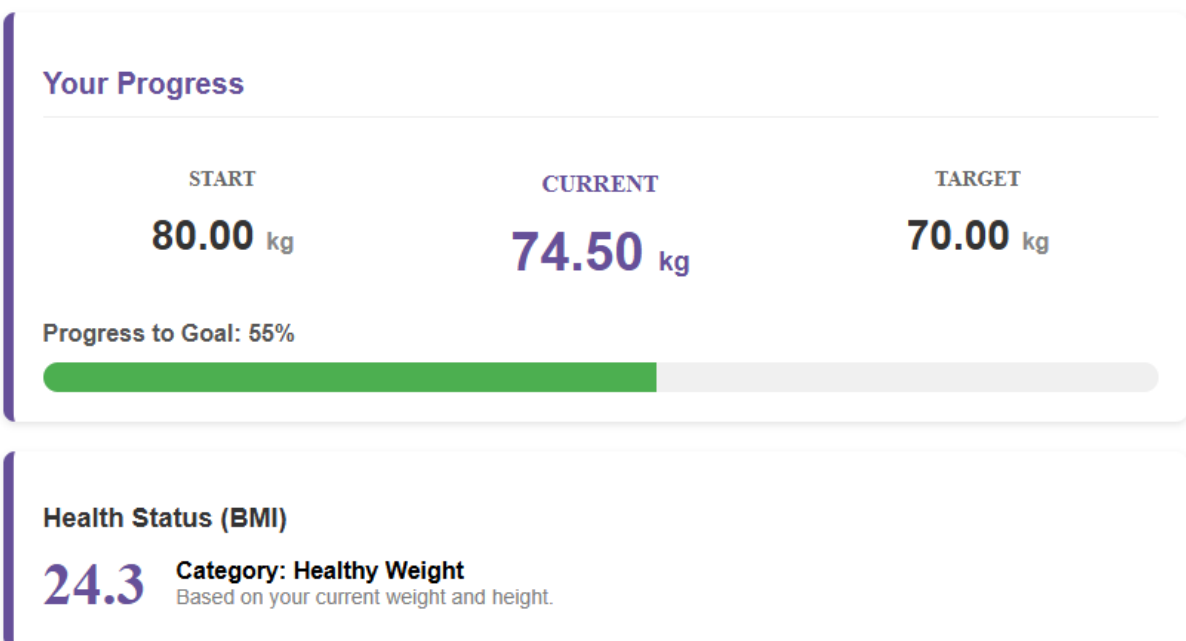 Your Progress
START
80.00 kg
CURRENT
74.50 kg
TARGET
70.00 kg
Progress to Goal: 55%
Health Status (BMI)
24.3
Category: Healthy Weight
Based on your current weight and height.